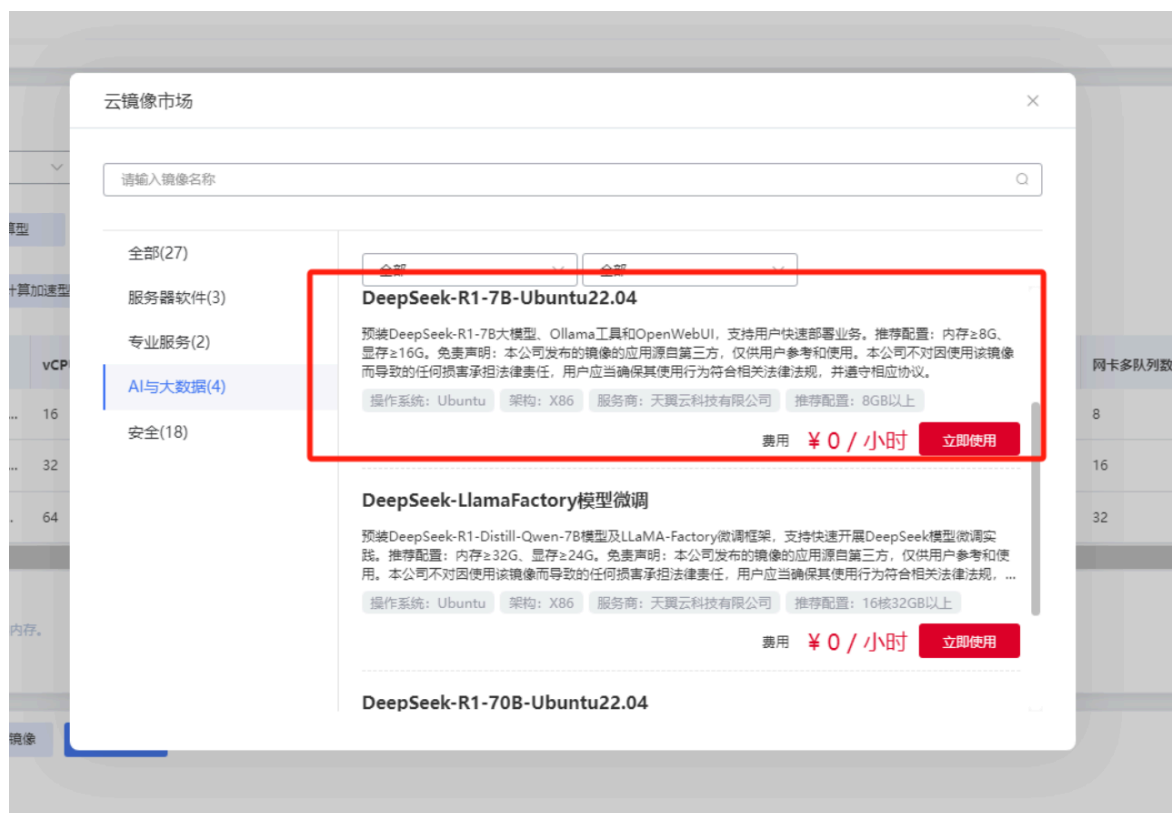 云镜像市场
请输入镜像名称
算型
计算加速型
全部(27)
服务器软件(3)
专业服务(2)
AI与大数据(4)
安全(18)
全部
全部
DeepSeek-R1-7B-Ubuntu22.04
预装DeepSeek-R1-7B大模型、Ollama工具和OpenWebUI，支持用户快速部署业务。推荐配置：内存≥8G、
显存≥16G。免责声明：本公司发布的镜像的应用源自第三方，仅供用户参考和使用。本公司不对因使用该镜像
而导致的任何损害承担法律责任，用户应当确保其使用行为符合相关法律法规，并遵守相应协议。
操作系统：Ubuntu 架构：X86 服务商：天翼云科技有限公司 推荐配置：8GB以上
费用 ¥ 0 / 小时 立即使用
DeepSeek-LlamaFactory模型微调
预装DeepSeek-R1-Distill-Qwen-7B模型及LLaMA-Factory微调框架，支持快速开展DeepSeek模型微调实
践。推荐配置：内存≥32G、显存≥24G。免责声明：本公司发布的镜像的应用源自第三方，仅供用户参考和使
用。本公司不对因使用该镜像而导致的任何损害承担法律责任，用户应当确保其使用行为符合相关法律法规，...
操作系统：Ubuntu 架构：X86 服务商：天翼云科技有限公司 推荐配置：16核32GB以上
费用 ¥ 0 / 小时 立即使用
DeepSeek-R1-70B-Ubuntu22.04
vCP 网卡多队列数
... 16 8
... 32 16
. 64 32
内存。
镜像